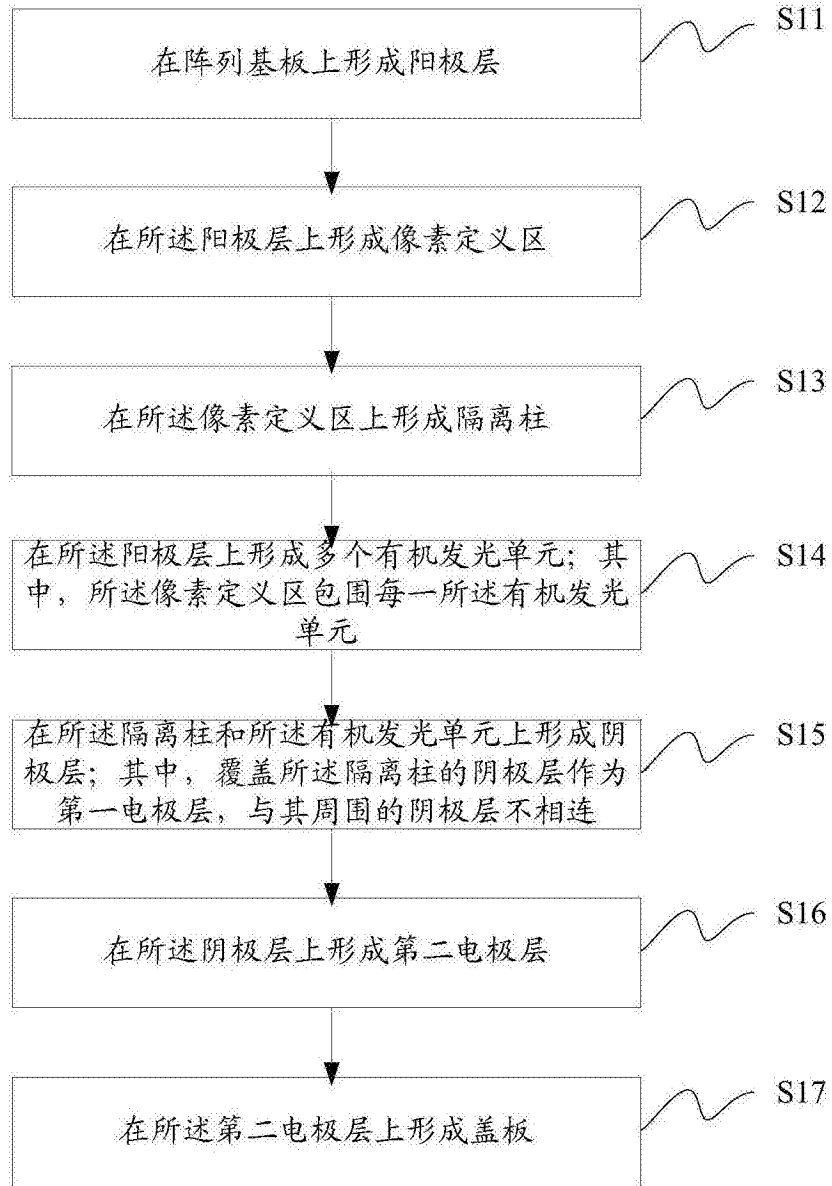 在阵列基板上形成阳极层
S11
在所述阳极层上形成像素定义区
S12
在所述像素定义区上形成隔离柱
S13
在所述阳极层上形成多个有机发光单元；其
中，所述像素定义区包围每一所述有机发光
单元
S14
在所述隔离柱和所述有机发光单元上形成阴
极层；其中，覆盖所述隔离柱的阴极层作为
第一电极层，与其周围的阴极层不相连
S15
在所述阴极层上形成第二电极层
S16
在所述第二电极层上形成盖板
S17